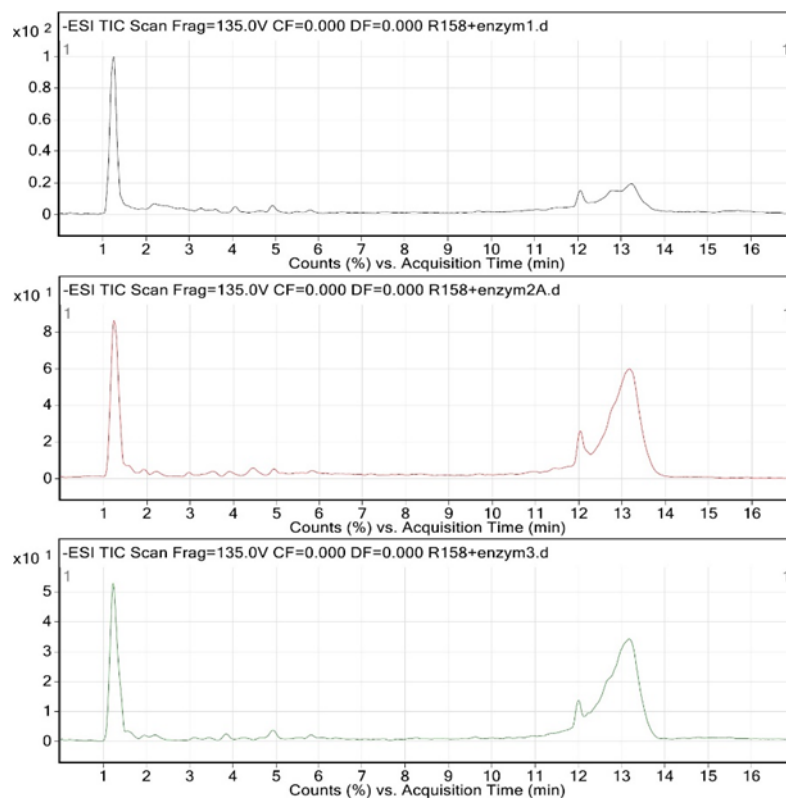 -ESI TIC Scan Frag=135.0V CF=0.000 DF=0.000 R158+enzym1.d
x10 2
1 1
1
0.8
0.6
0.4
0.2
0
1 2 3 4 5 6 7 8 9 10 11 12 13 14 15 16
Counts (%) vs. Acquisition Time (min)
-ESI TIC Scan Frag=135.0V CF=0.000 DF=0.000 R158+enzym2A.d
x10 1
1 1
8
6
4
2
0
1 2 3 4 5 6 7 8 9 10 11 12 13 14 15 16
Counts (%) vs. Acquisition Time (min)
-ESI TIC Scan Frag=135.0V CF=0.000 DF=0.000 R158+enzym3.d
x10 1
1 1
5
4
3
2
1
0
1 2 3 4 5 6 7 8 9 10 11 12 13 14 15 16
Counts (%) vs. Acquisition Time (min)